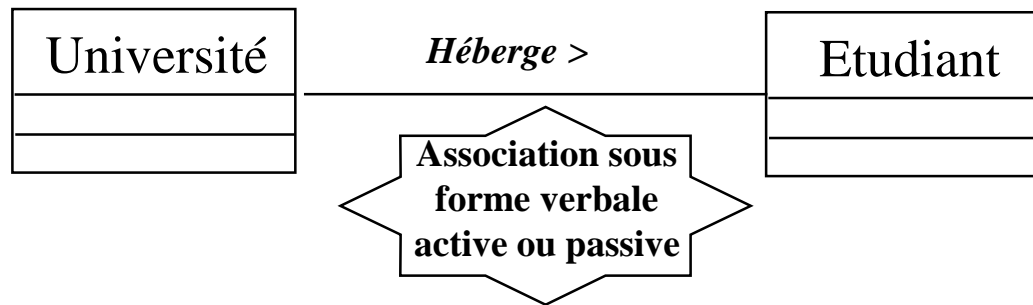 Université
Héberge >
Etudiant
Association sous
forme verbale
active ou passive